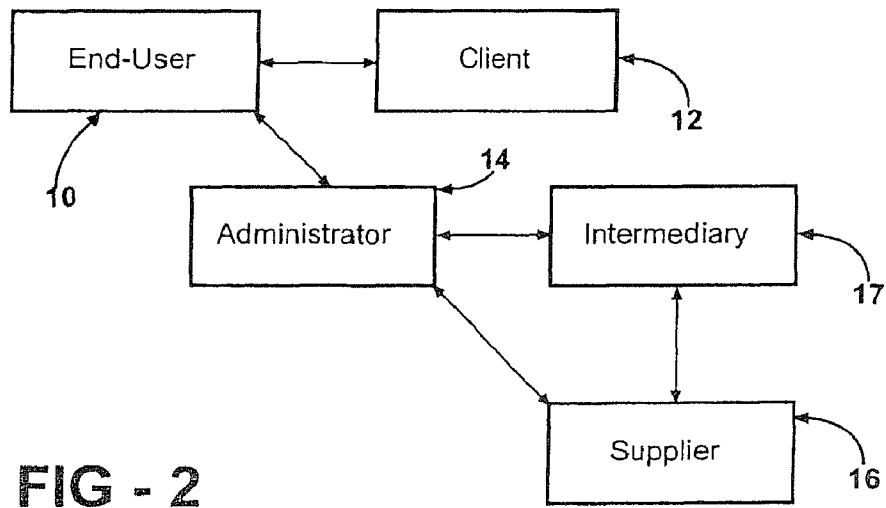 End-User
Client
12
10
14
Administrator
Intermediary
17
Supplier
16
FIG - 2